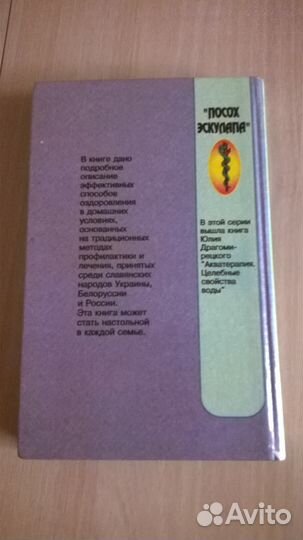 "ПОСОХ
ЭСКУЛАПА"
В книге дано
подробное
описание
эффективных
способов
оздоровления
в домашних
условиях,
основанных
на традиционных
методах
профилактики и
лечения, принятых
среди славянских
народов Украины,
Белоруссии
и России.
Эта книга может
стать настольной
в каждой семье.
В этой серии
вышла книга
Юлия
Драгоми-
рецкого
"Акватерапия.
Целебные
свойства
воды"
Avito